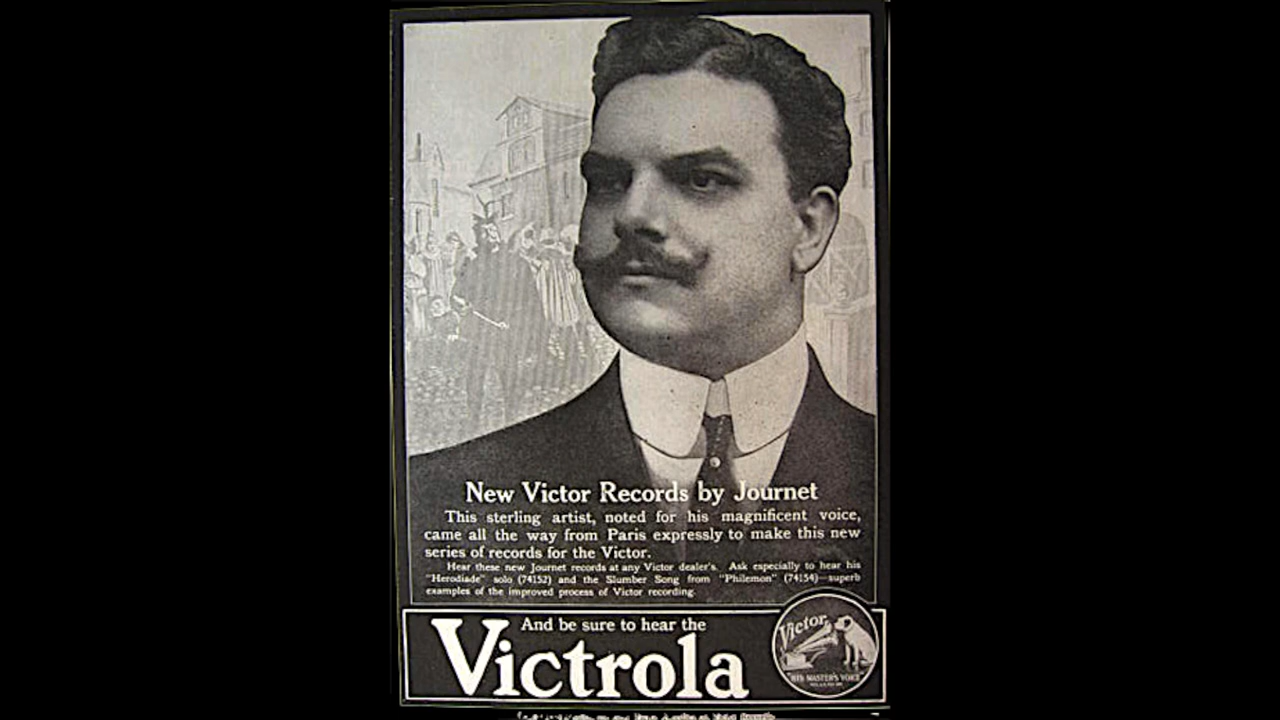 New Victor Records by Journet
This sterling artist, noted for his magnificent voice,
came all the way from Paris expressly to make this new
series of records for the Victor.
Hear these new Journet records at any Victor dealer's. Ask especially to hear his
"Herodiade" solo (74152) and the Slumber Song from "Philemon" (74154)—superb
examples of the improved process of Victor recording.
And be sure to hear the
Victrola
Victor
"HIS MASTER'S VOICE"